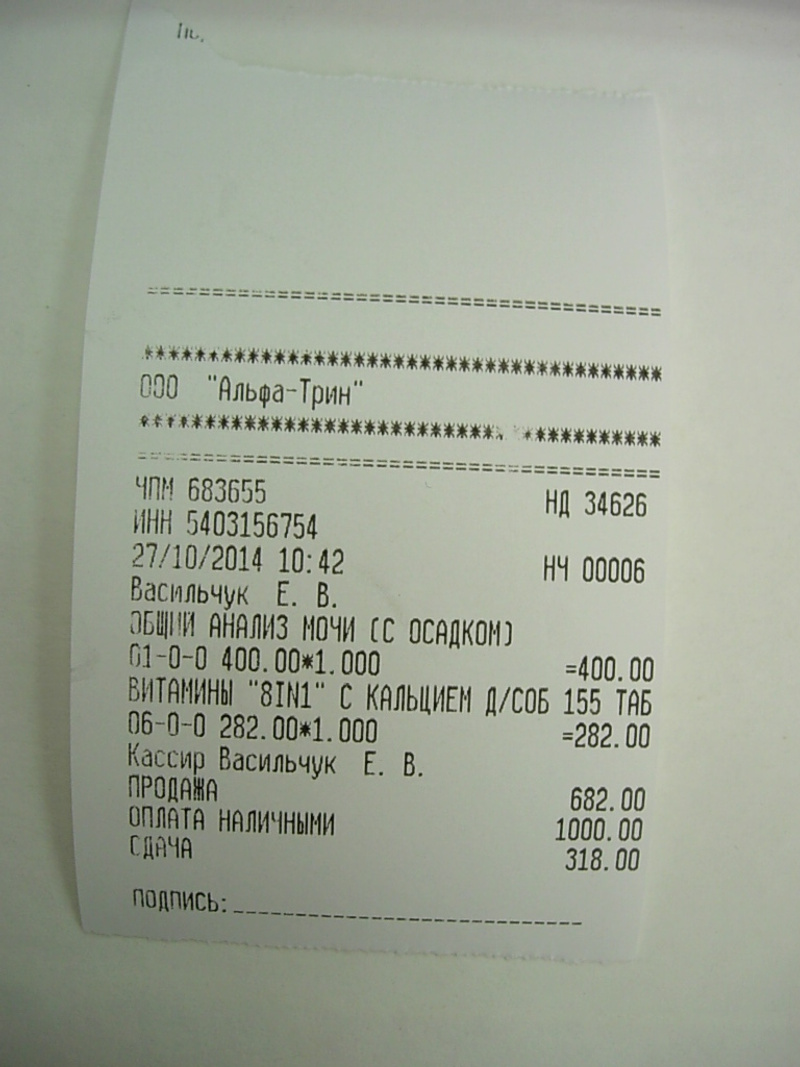 ==========================================
*****************************************
ООО "Альфа-Трин"
*****************************************
==========================================
ЧПМ 683655 НД 34626
ИНН 5403156754
27/10/2014 10:42 НЧ 00006
Васильчук Е. В.
ОБЩИЙ АНАЛИЗ МОЧИ (С ОСАДКОМ)
01-0-0 400.00*1.000 =400.00
ВИТАМИНЫ "8IN1" С КАЛЬЦИЕМ Д/СОБ 155 ТАБ
06-0-0 282.00*1.000 =282.00
Кассир Васильчук Е. В.
ПРОДАЖА 682.00
ОПЛАТА НАЛИЧНЫМИ 1000.00
СДАЧА 318.00
ПОДПИСЬ:___________________________